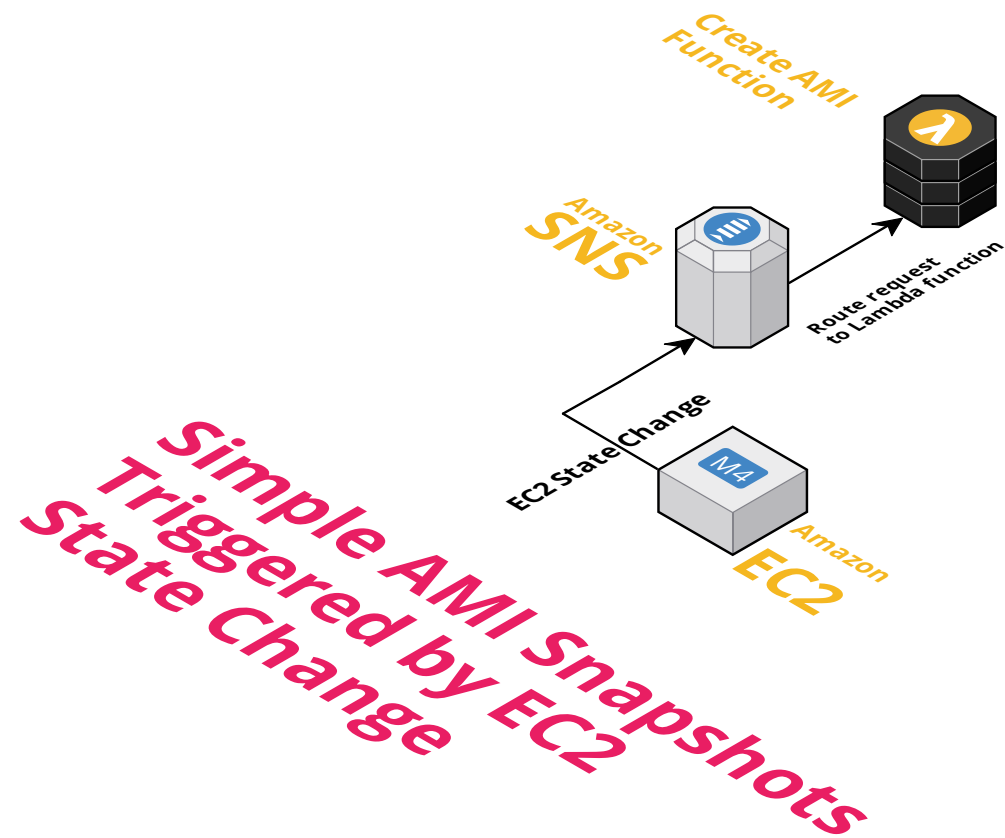 Create AMI
Function
λ
Amazon
SNS
Route request
to Lambda function
EC2 State Change
M4
Amazon
EC2
Simple AMI Snapshots
Triggered by EC2
State Change